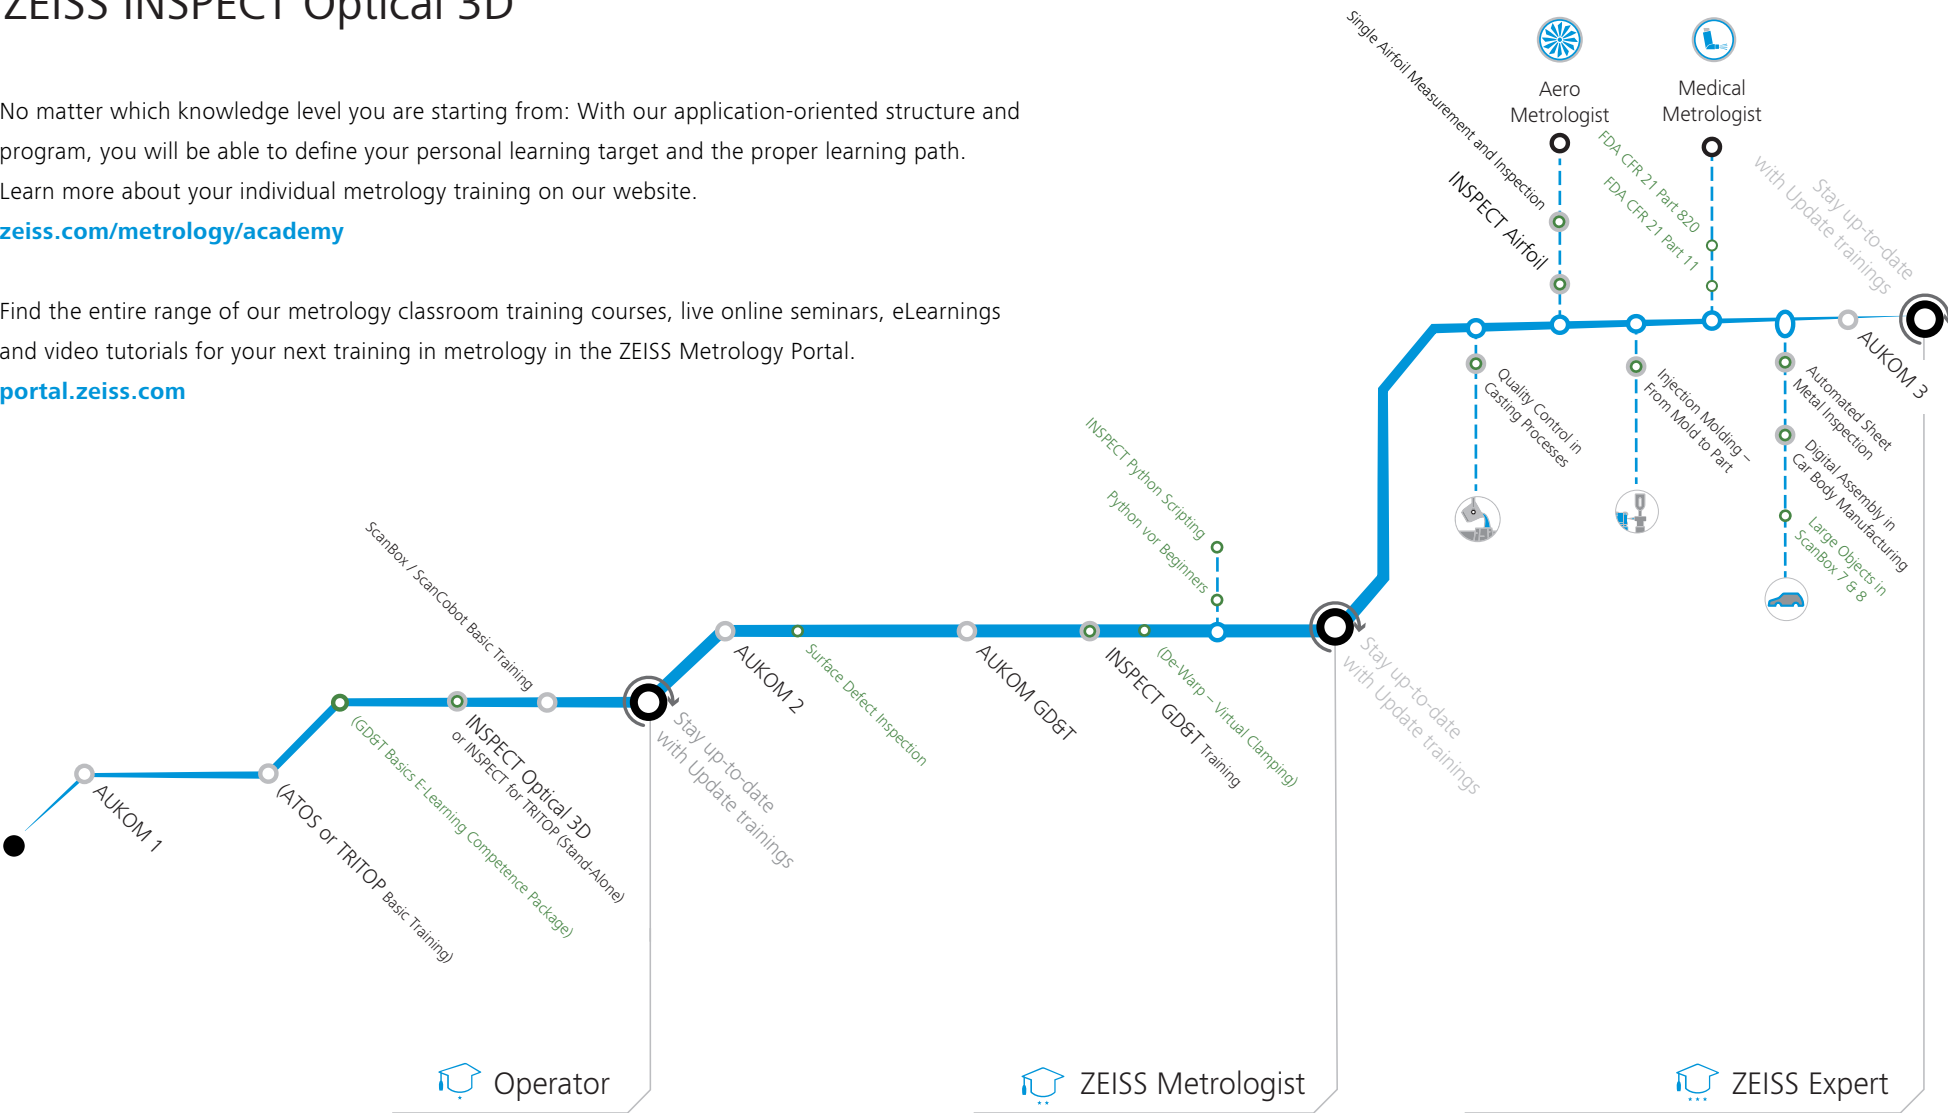 ZEISS INSPECT Optical 3D
No matter which knowledge level you are starting from: With our application-oriented structure and
program, you will be able to define your personal learning target and the proper learning path.
Learn more about your individual metrology training on our website.
zeiss.com/metrology/academy
Find the entire range of our metrology classroom training courses, live online seminars, eLearnings
and video tutorials for your next training in metrology in the ZEISS Metrology Portal.
portal.zeiss.com
AUKOM 1
(ATOS or TRITOP Basic Training)
(GD&T Basics E-Learning Competence Package)
INSPECT Optical 3D
or INSPECT for TRITOP (Stand-Alone)
ScanBox / ScanCobot Basic Training
Stay up-to-date
with Update trainings
Operator
AUKOM 2
Surface Defect Inspection
AUKOM GD&T
INSPECT GD&T Training
(De-Warp – Virtual Clamping)
INSPECT Python Scripting
Python vor Beginners
Stay up-to-date
with Update trainings
ZEISS Metrologist
Quality Control in
Casting Processes
Single Airfoil Measurement and Inspection
INSPECT Airfoil
Aero
Metrologist
Injection Molding –
From Mold to Part
FDA CFR 21 Part 820
FDA CFR 21 Part 11
Medical
Metrologist
Automated Sheet
Metal Inspection
Digital Assembly in
Car Body Manufacturing
Large Objects in
ScanBox 7 & 8
AUKOM 3
Stay up-to-date
with Update trainings
ZEISS Expert